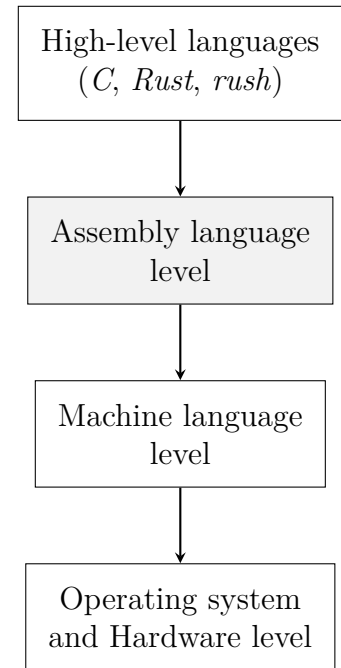 High-level languages
(C, Rust, rush)
Assembly language
level
Machine language
level
Operating system
and Hardware level